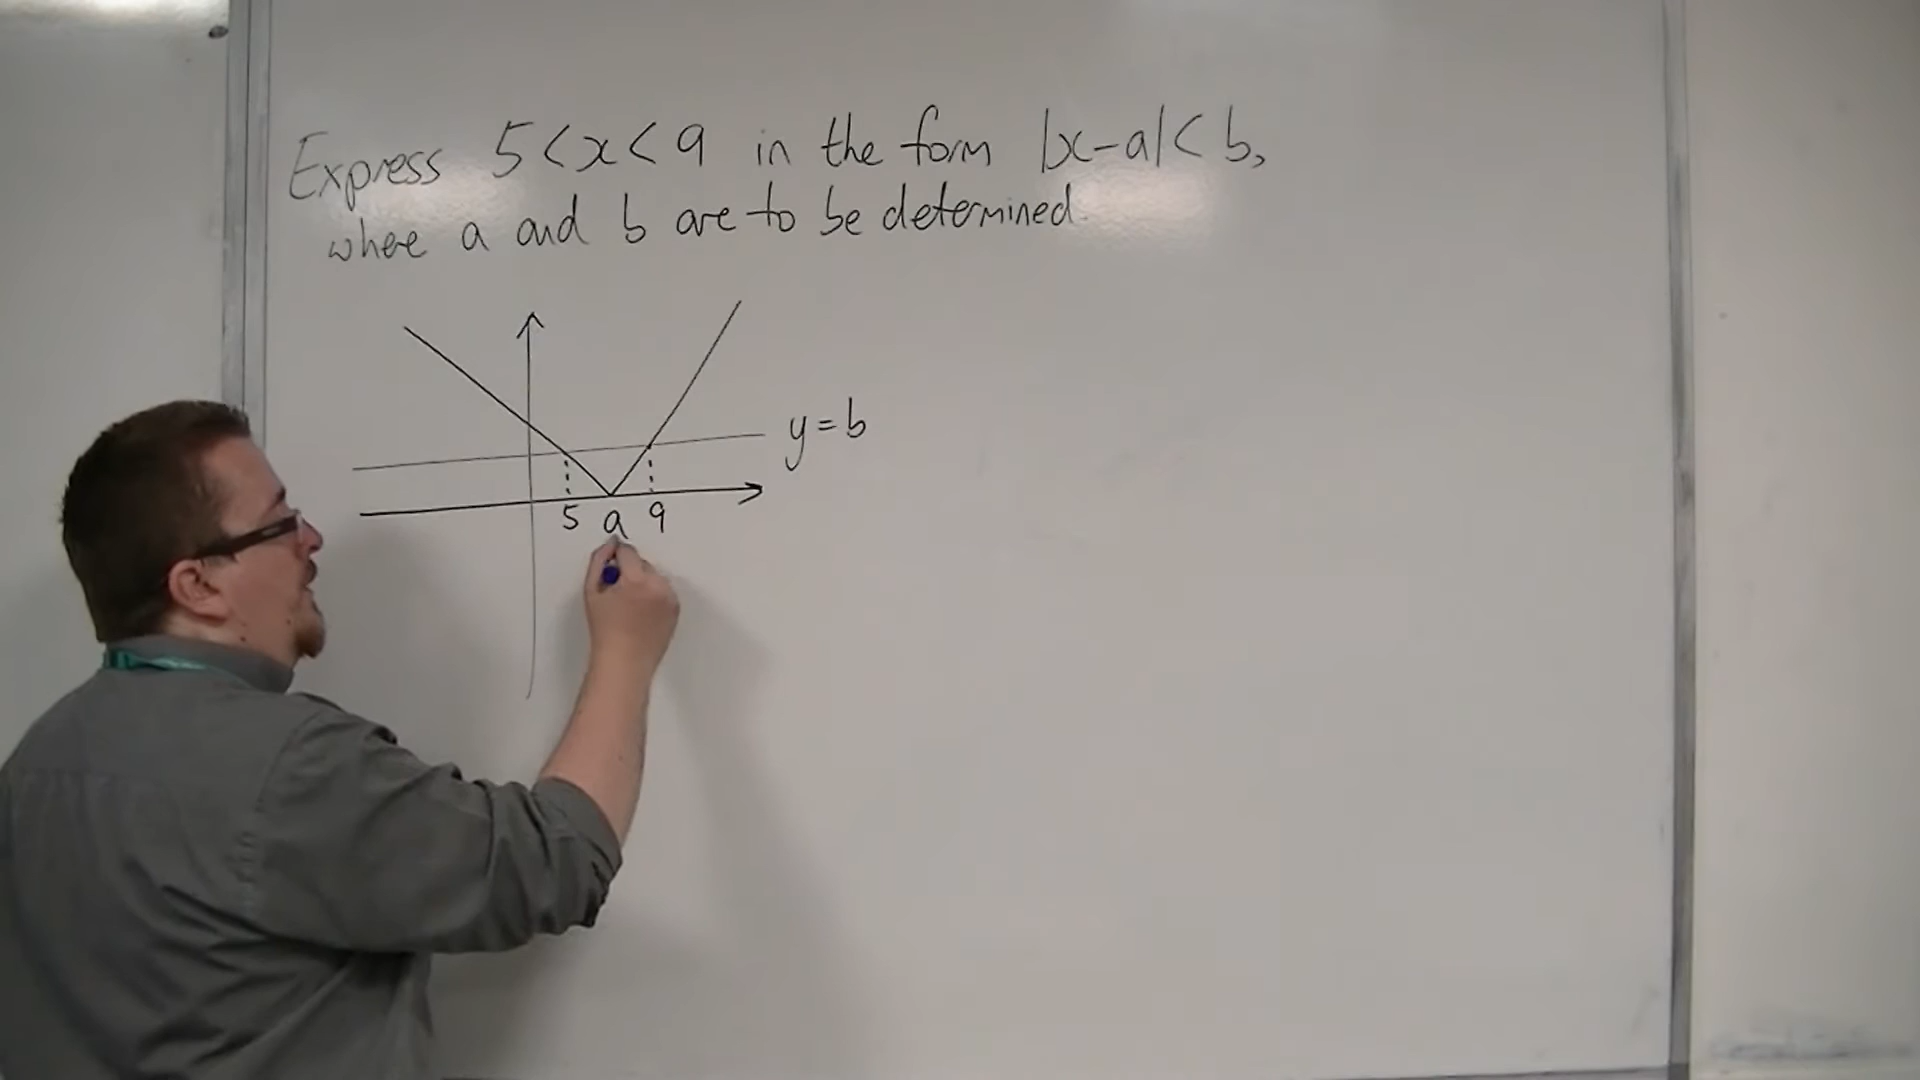 Express 5<x<9 in the form |x-a|< b,
where a and b are to be determined.
y=b
5 a 9